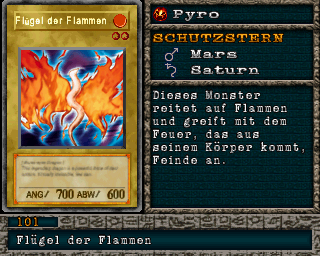 Flügel der Flammen
ANG/ 700 ABW/ 600
Pyro
SCHUTZSTERN
Mars
Saturn
Dieses Monster
reitet auf Flammen
und greift mit dem
Feuer, das aus
seinem Körper kommt,
Feinde an.
101
Flügel der Flammen